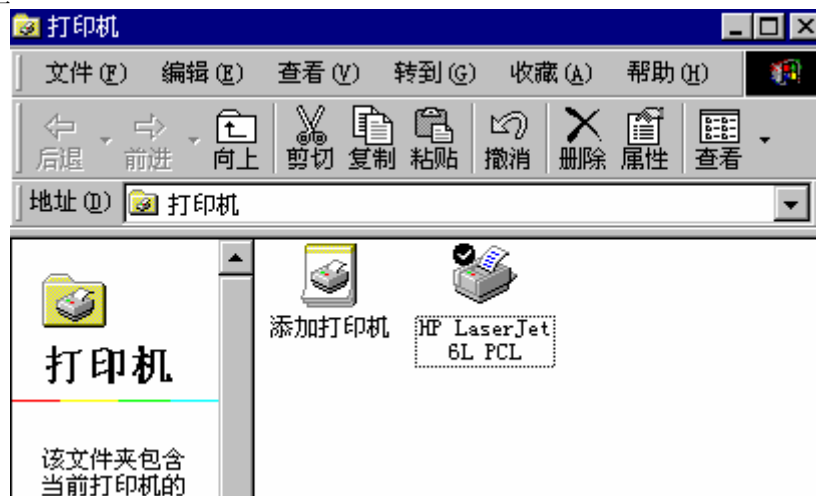 打印机
文件(F) 编辑(E) 查看(V) 转到(G) 收藏(A) 帮助(H)
后退 前进 向上 剪切 复制 粘贴 撤消 删除 属性 查看
地址(D) 打印机
添加打印机
HP LaserJet
6L PCL
打印机
该文件夹包含
当前打印机的